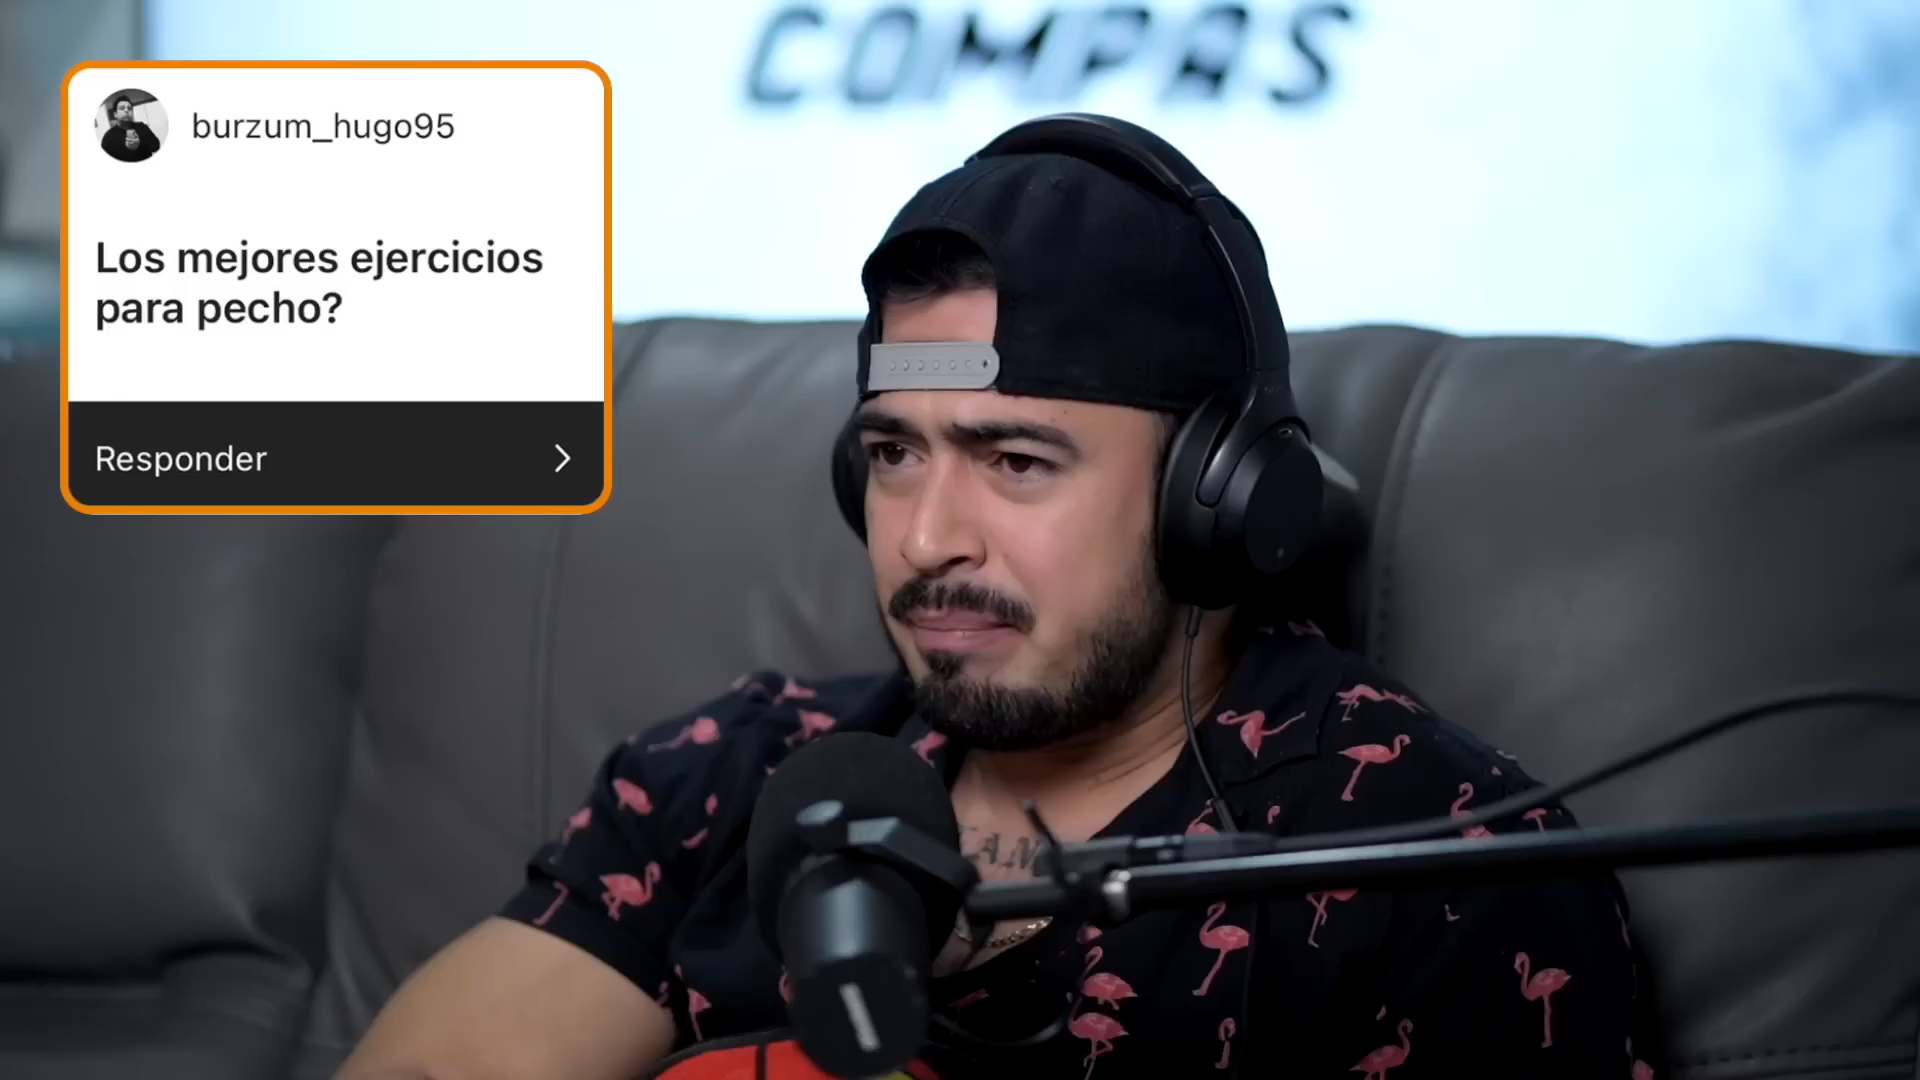 COMPAS
burzum_hugo95
Los mejores ejercicios
para pecho?
Responder